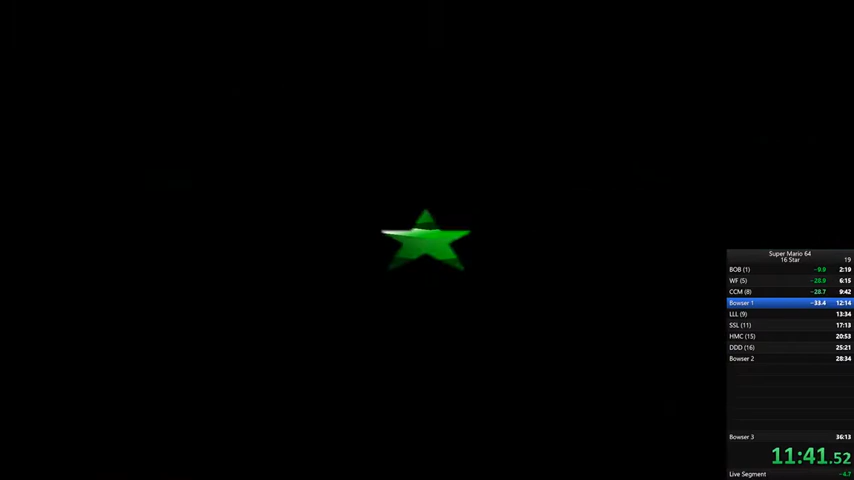 Super Mario 64
16 Star 19
BOB (1) -9.9 2:19
WF (5) -28.9 6:15
CCM (8) -28.7 9:42
Bowser 1 -33.4 12:14
LLL (9) 13:34
SSL (11) 17:13
HMC (15) 20:53
DDD (16) 25:21
Bowser 2 28:34
Bowser 3 36:13
11:41.52
Live Segment -4.7